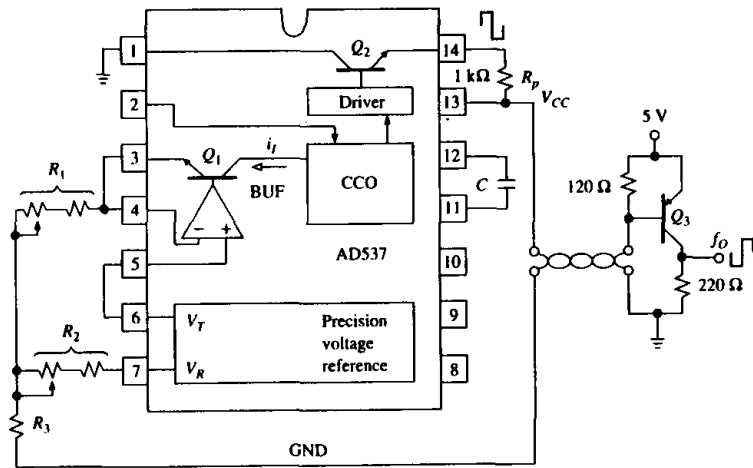 1
Q2
14
1 kΩ
Rp
2
Driver
13
VCC
5 V
3
Q1
iI
12
R1
BUF
CCO
C
120 Ω
4
11
Q3
AD537
fO
5
10
220 Ω
6
VT
Precision
9
R2
voltage
7
VR
reference
8
R3
GND